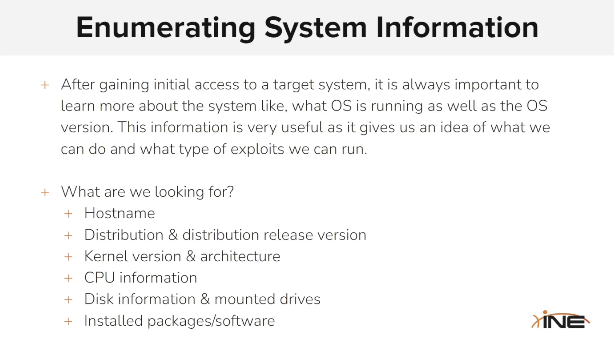 Enumerating System Information
+ After gaining initial access to a target system, it is always important to
learn more about the system like, what OS is running as well as the OS
version. This information is very useful as it gives us an idea of what we
can do and what type of exploits we can run.
+ What are we looking for?
+ Hostname
+ Distribution & distribution release version
+ Kernel version & architecture
+ CPU information
+ Disk information & mounted drives
+ Installed packages/software
INE